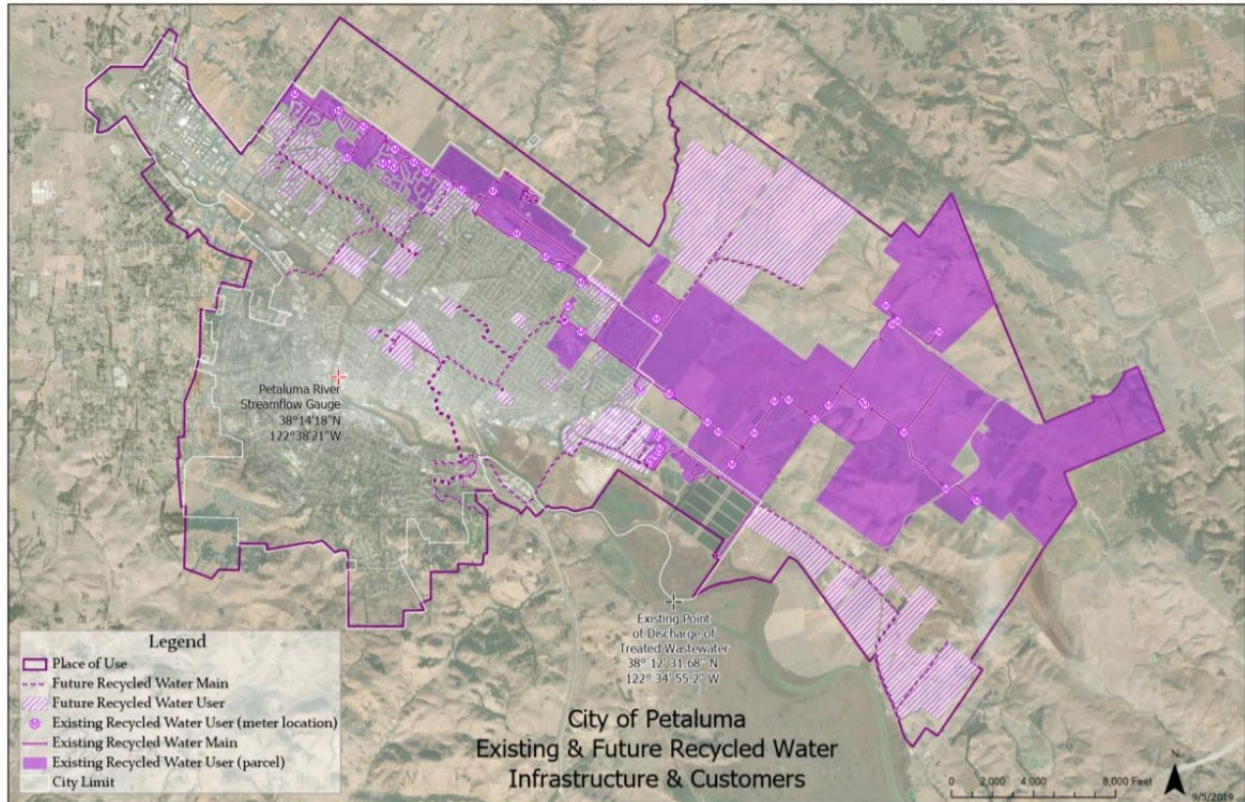 Petaluma River
Streamflow Gauge
38°14'18"N
122°38'21"W
Existing Point
of Discharge of
Treated Wastewater
38° 12' 31.68" N
122° 34' 55.2" W
Legend
Place of Use
Future Recycled Water Main
Future Recycled Water User
Existing Recycled Water User (meter location)
Existing Recycled Water Main
Existing Recycled Water User (parcel)
City Limit
City of Petaluma
Existing & Future Recycled Water
Infrastructure & Customers
0 2,000 4,000 8,000 Feet
N
9/5/2019